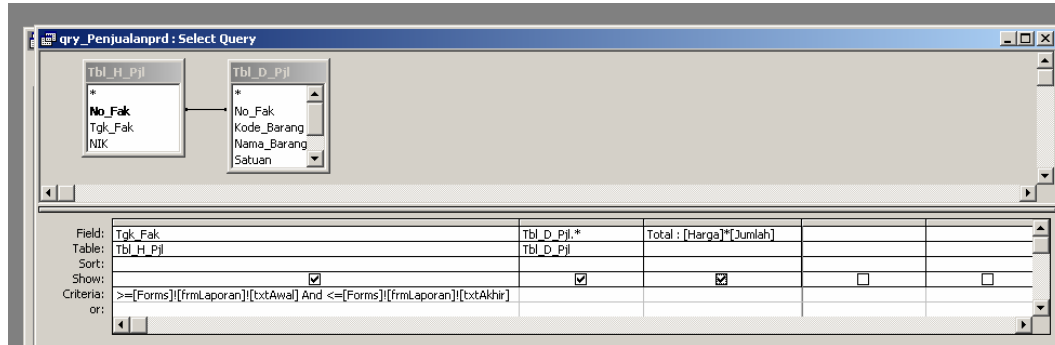 qry_Penjualanprd : Select Query
Tbl_H_Pjl
*
No_Fak
Tgk_Fak
NIK
Tbl_D_Pjl
*
No_Fak
Kode_Barang
Nama_Barang
Satuan
Field: Tgk_Fak Tbl_D_Pjl.* Total : [Harga]*[Jumlah]
Table: Tbl_H_Pjl Tbl_D_Pjl
Sort:
Show:
Criteria: >=[Forms]![frmLaporan]![txtAwal] And <=[Forms]![frmLaporan]![txtAkhir]
or: